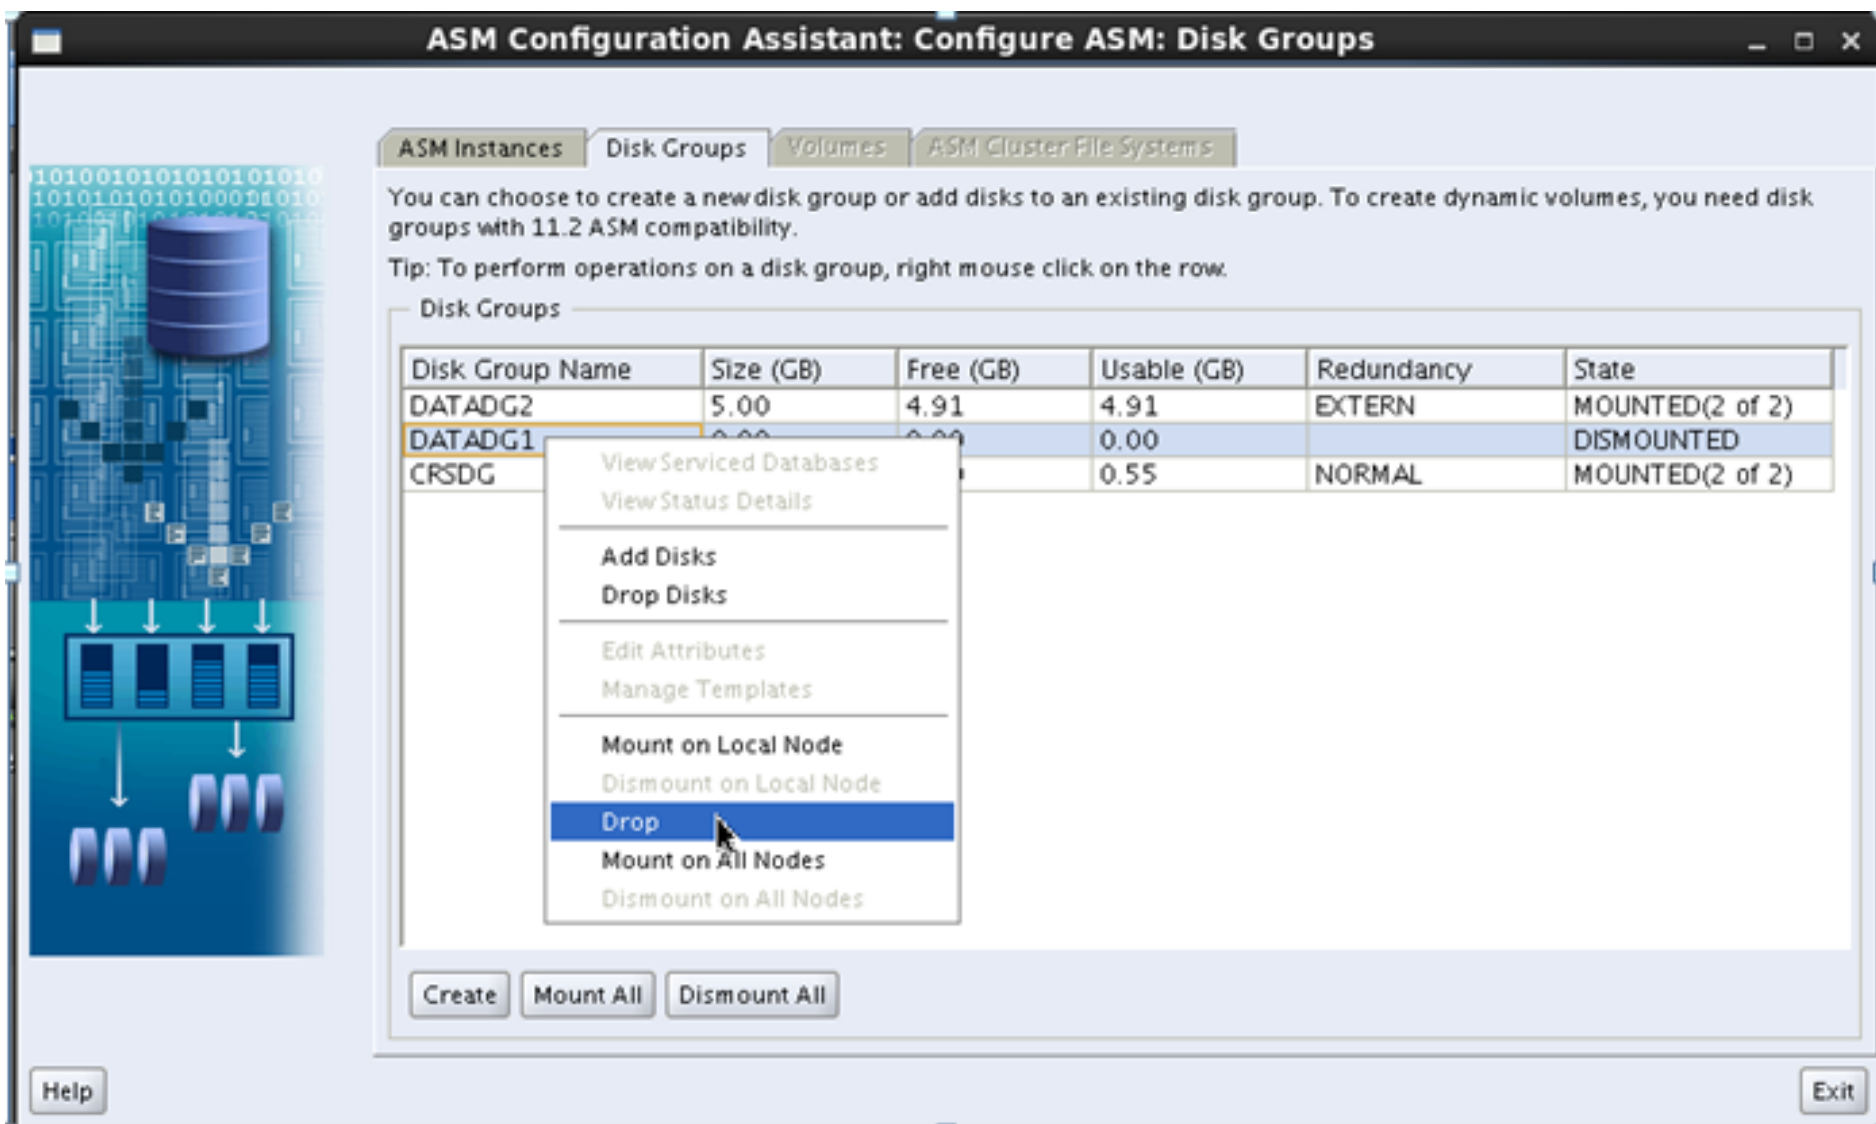 ASM Configuration Assistant: Configure ASM: Disk Groups
ASM Instances Disk Groups Volumes ASM Cluster File Systems
You can choose to create a new disk group or add disks to an existing disk group. To create dynamic volumes, you need disk
groups with 11.2 ASM compatibility.
Tip: To perform operations on a disk group, right mouse click on the row.
Disk Groups
Disk Group Name Size (GB) Free (GB) Usable (GB) Redundancy State
DATADG2 5.00 4.91 4.91 EXTERN MOUNTED(2 of 2)
DATADG1 0.00 0.00 0.00 DISMOUNTED
CRSDG 0.55 NORMAL MOUNTED(2 of 2)
View Serviced Databases
View Status Details
Add Disks
Drop Disks
Edit Attributes
Manage Templates
Mount on Local Node
Dismount on Local Node
Drop
Mount on All Nodes
Dismount on All Nodes
Create Mount All Dismount All
Help Exit